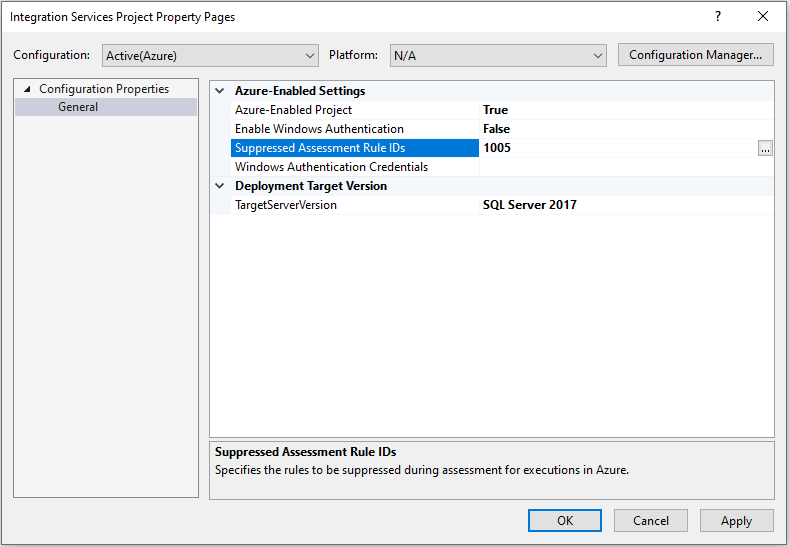 Integration Services Project Property Pages ?
Configuration: Active(Azure) Platform: N/A Configuration Manager...
Configuration Properties
General
Azure-Enabled Settings
Azure-Enabled Project True
Enable Windows Authentication False
Suppressed Assessment Rule IDs 1005 ...
Windows Authentication Credentials
Deployment Target Version
TargetServerVersion SQL Server 2017
Suppressed Assessment Rule IDs
Specifies the rules to be suppressed during assessment for executions in Azure.
OK Cancel Apply